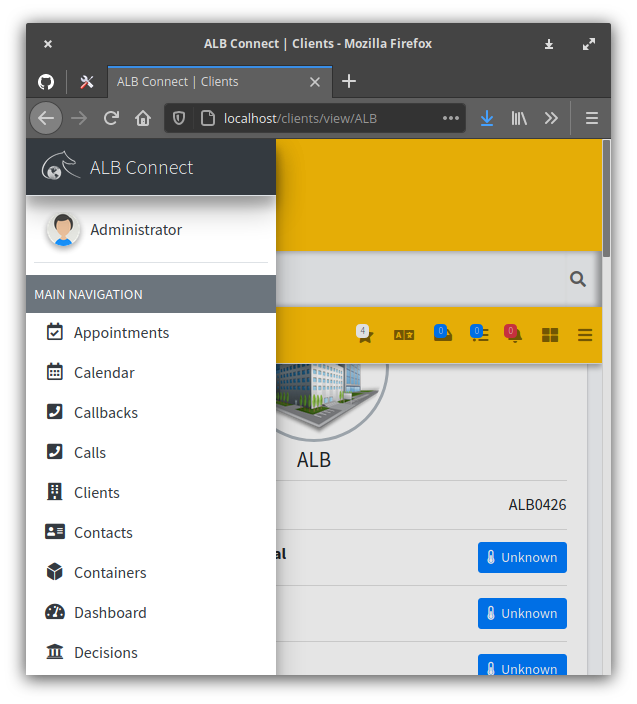 ALB Connect | Clients - Mozilla Firefox
ALB Connect | Clients
localhost/clients/view/ALB
ALB Connect
Administrator
MAIN NAVIGATION
4
0
0
0
Appointments
Calendar
Callbacks
Calls
Clients
Contacts
Containers
Dashboard
Decisions
ALB
ALB0426
al
Unknown
Unknown
Unknown